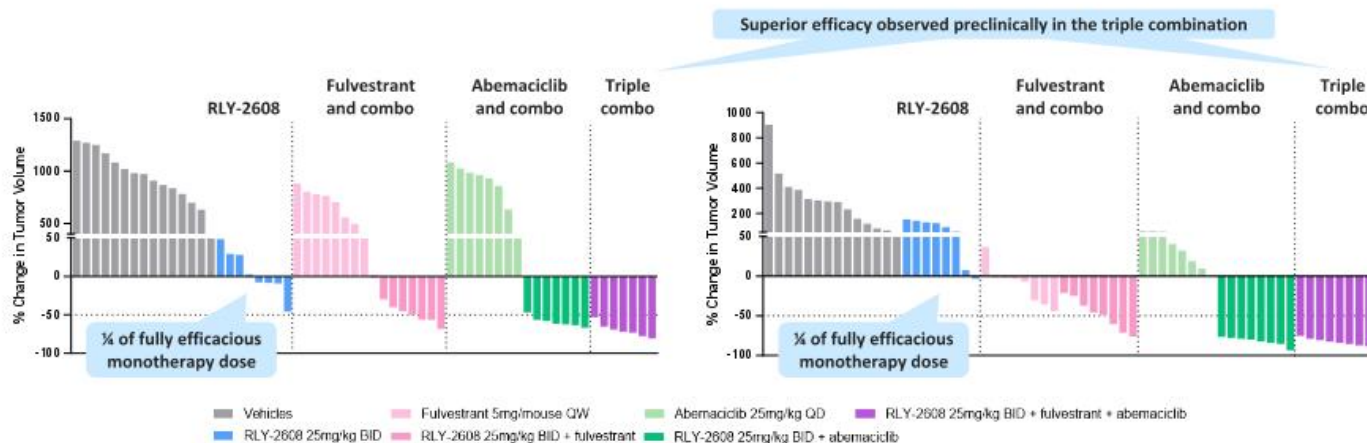 Superior efficacy observed preclinically in the triple combination
RLY-2608
Fulvestrant
and combo
Abemaciclib
and combo
Triple
combo
% Change in Tumor Volume
1500
1000
500
50
0
-50
-100
¼ of fully efficacious
monotherapy dose
RLY-2608
Fulvestrant
and combo
Abemaciclib
and combo
Triple
combo
% Change in Tumor Volume
1000
800
600
400
200
50
0
-50
-100
¼ of fully efficacious
monotherapy dose
Vehicles
Fulvestrant 5mg/mouse QW
Abemaciclib 25mg/kg QD
RLY-2608 25mg/kg BID + fulvestrant + abemaciclib
RLY-2608 25mg/kg BID
RLY-2608 25mg/kg BID + fulvestrant
RLY-2608 25mg/kg BID + abemaciclib